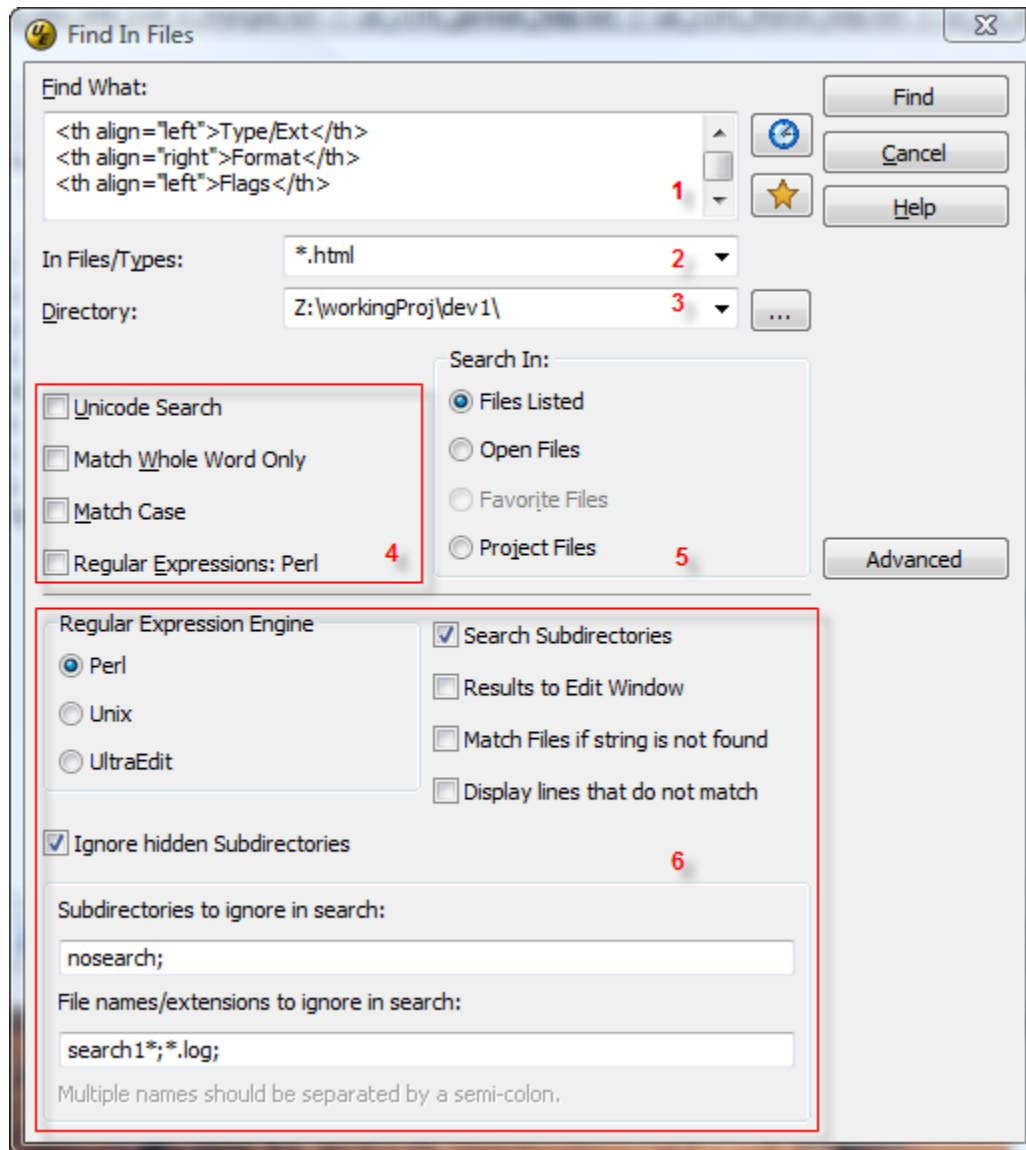 Find In Files
Find What:
<th align="left">Type/Ext</th>
<th align="right">Format</th>
<th align="left">Flags</th>
1
Find
Cancel
Help
In Files/Types:
*.html
2
Directory:
Z:\workingProj\dev1\
3
...
Unicode Search
Match Whole Word Only
Match Case
Regular Expressions: Perl
4
Search In:
Files Listed
Open Files
Favorite Files
Project Files
5
Advanced
Regular Expression Engine
Perl
Unix
UltraEdit
Search Subdirectories
Results to Edit Window
Match Files if string is not found
Display lines that do not match
Ignore hidden Subdirectories
6
Subdirectories to ignore in search:
nosearch;
File names/extensions to ignore in search:
search1*;*.log;
Multiple names should be separated by a semi-colon.